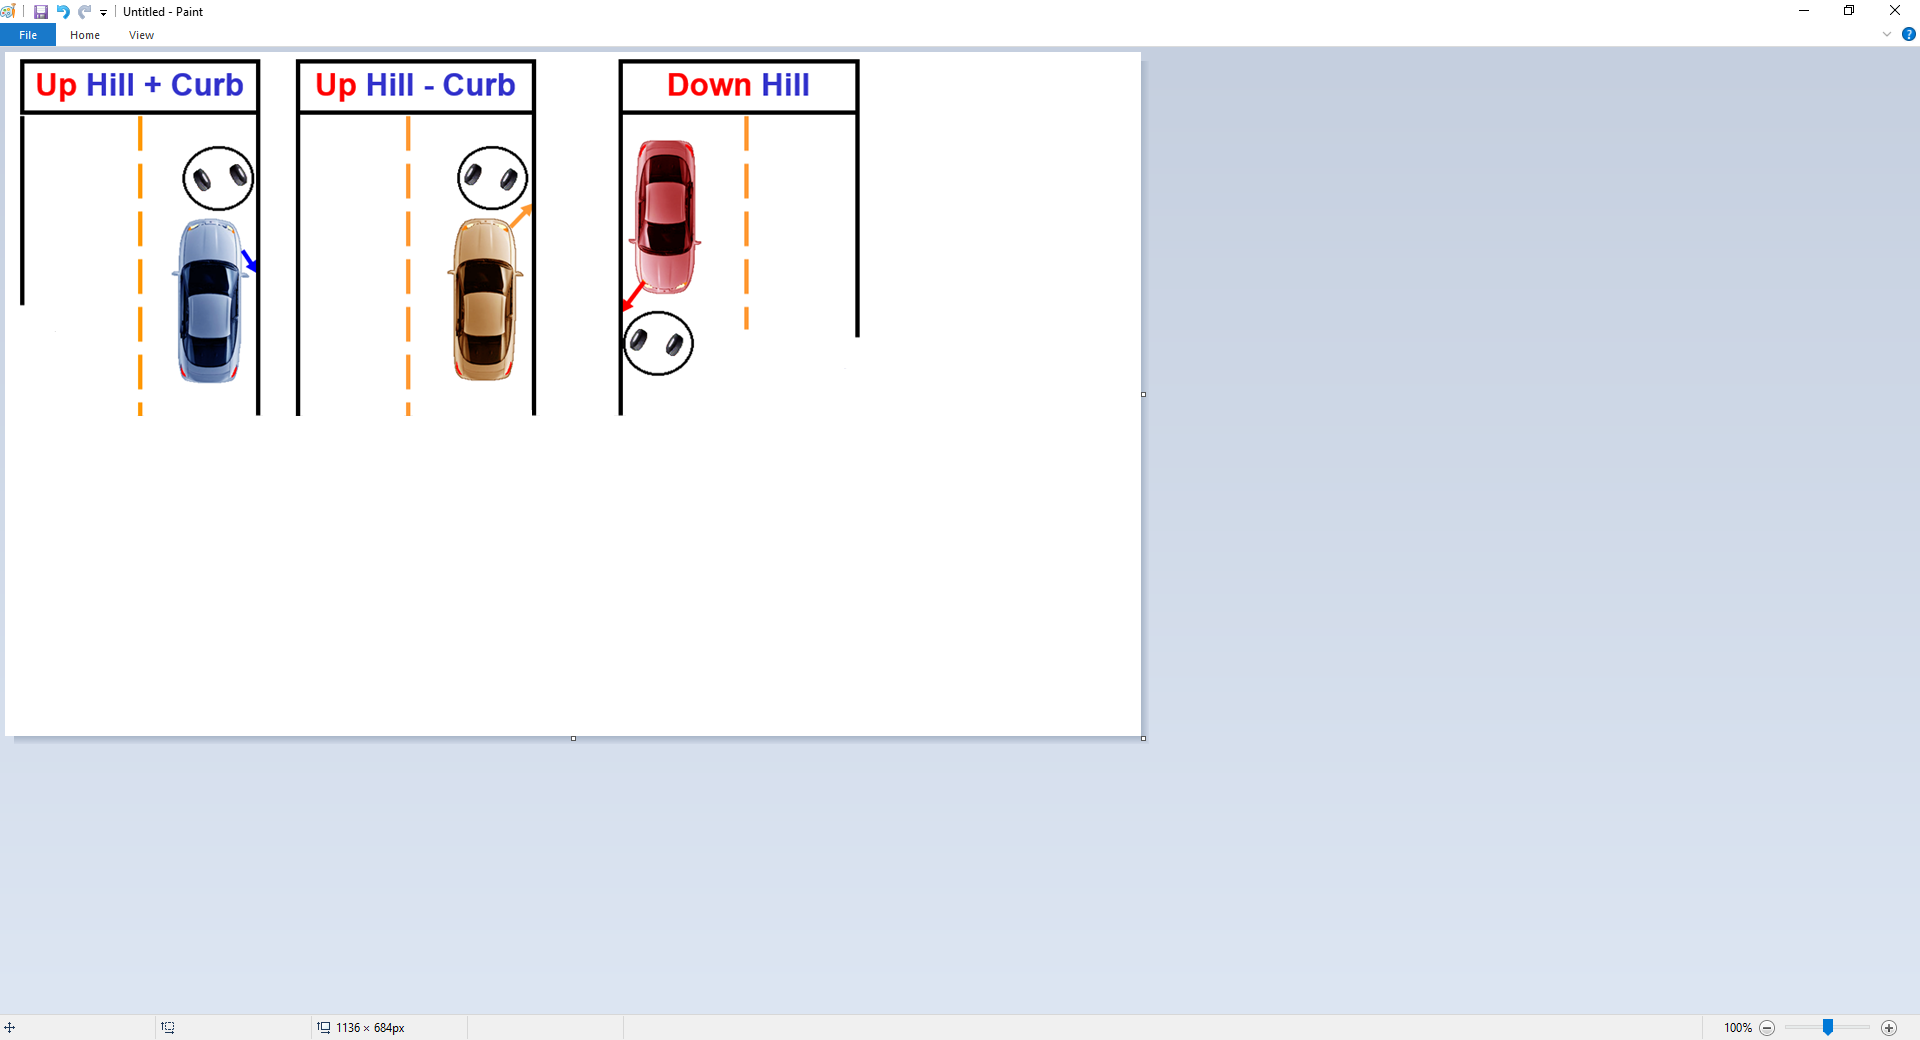 Untitled - Paint
File Home View
Up Hill + Curb
Up Hill - Curb
Down Hill
1136 × 684px
100%